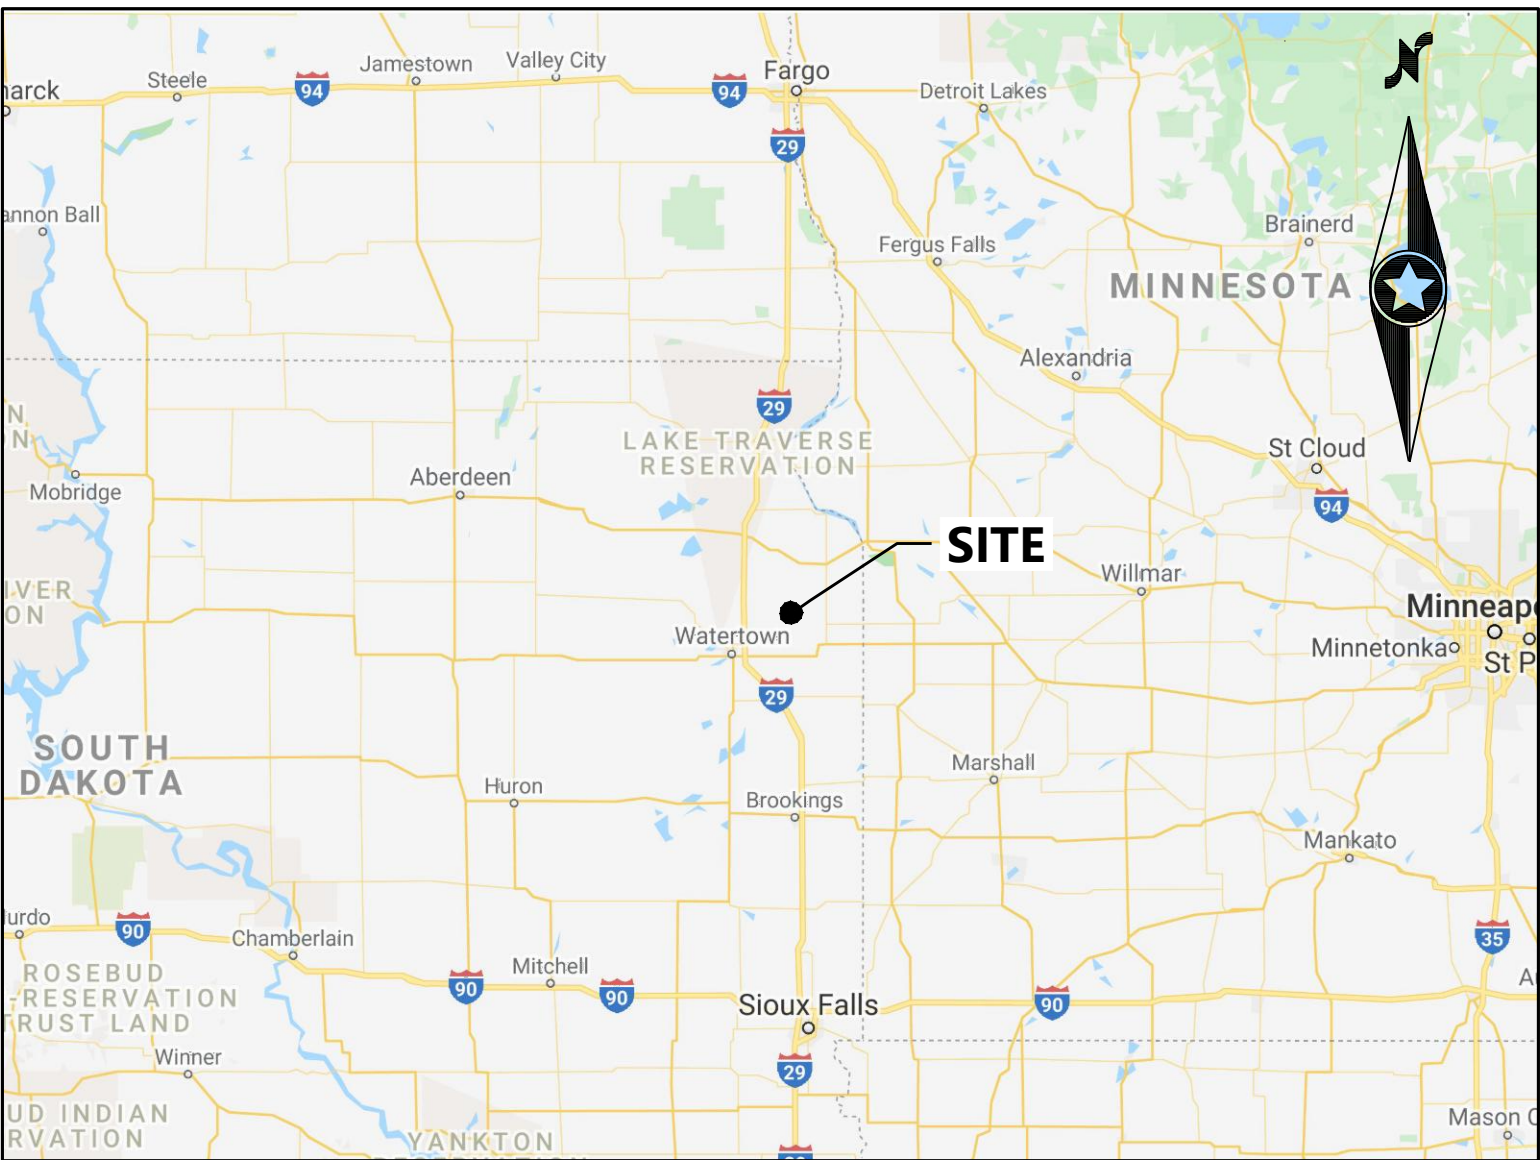 N
Jamestown
Valley City
Fargo
Steele
94
94
arck
Detroit Lakes
29
annon Ball
Brainerd
Fergus Falls
MINNESOTA
Alexandria
29
N
N
LAKE TRAVERSE
RESERVATION
St Cloud
Aberdeen
Mobridge
94
SITE
Willmar
IVER
ON
Minneap
Watertown
Minnetonka
St P
29
SOUTH
DAKOTA
Marshall
Huron
Brookings
Mankato
urdo
90
Chamberlain
35
Mitchell
ROSEBUD
-RESERVATION
TRUST LAND
90
90
Sioux Falls
90
A
Winner
29
UD INDIAN
RVATION
Mason C
YANKTON